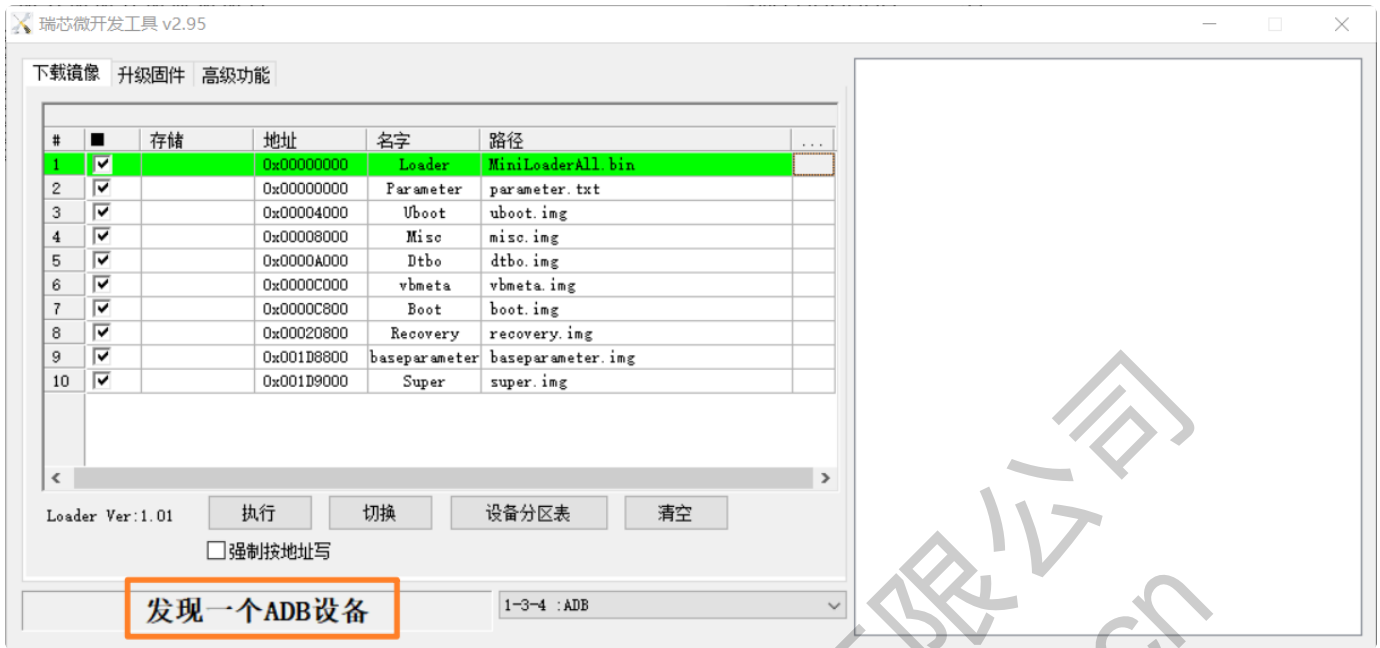 瑞芯微开发工具 v2.95
下载镜像 升级固件 高级功能
# 存储 地址 名字 路径 ...
1 0x00000000 Loader MiniLoaderAll.bin
2 0x00000000 Parameter parameter.txt
3 0x00004000 Uboot uboot.img
4 0x00008000 Misc misc.img
5 0x0000A000 Dtbo dtbo.img
6 0x0000C000 vbmeta vbmeta.img
7 0x0000C800 Boot boot.img
8 0x00020800 Recovery recovery.img
9 0x001D8800 baseparameter baseparameter.img
10 0x001D9000 Super super.img
Loader Ver:1.01 执行 切换 设备分区表 清空
强制按地址写
发现一个ADB设备 1-3-4 :ADB
限公司
cn